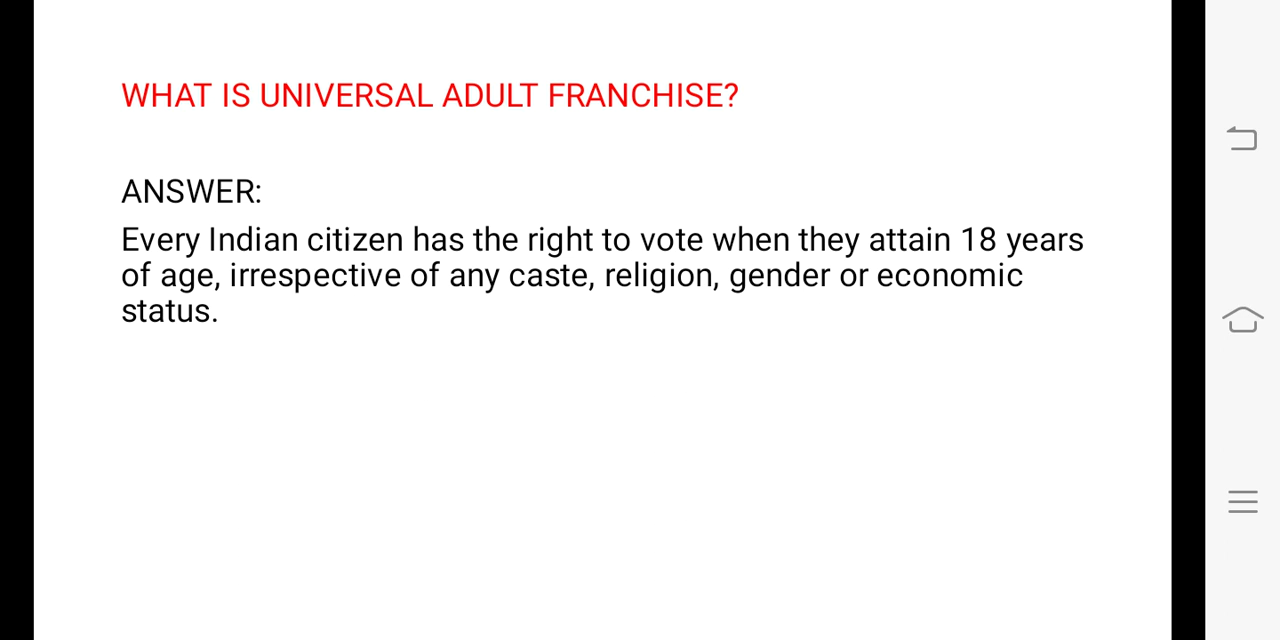 WHAT IS UNIVERSAL ADULT FRANCHISE?
ANSWER:
Every Indian citizen has the right to vote when they attain 18 years
of age, irrespective of any caste, religion, gender or economic
status.